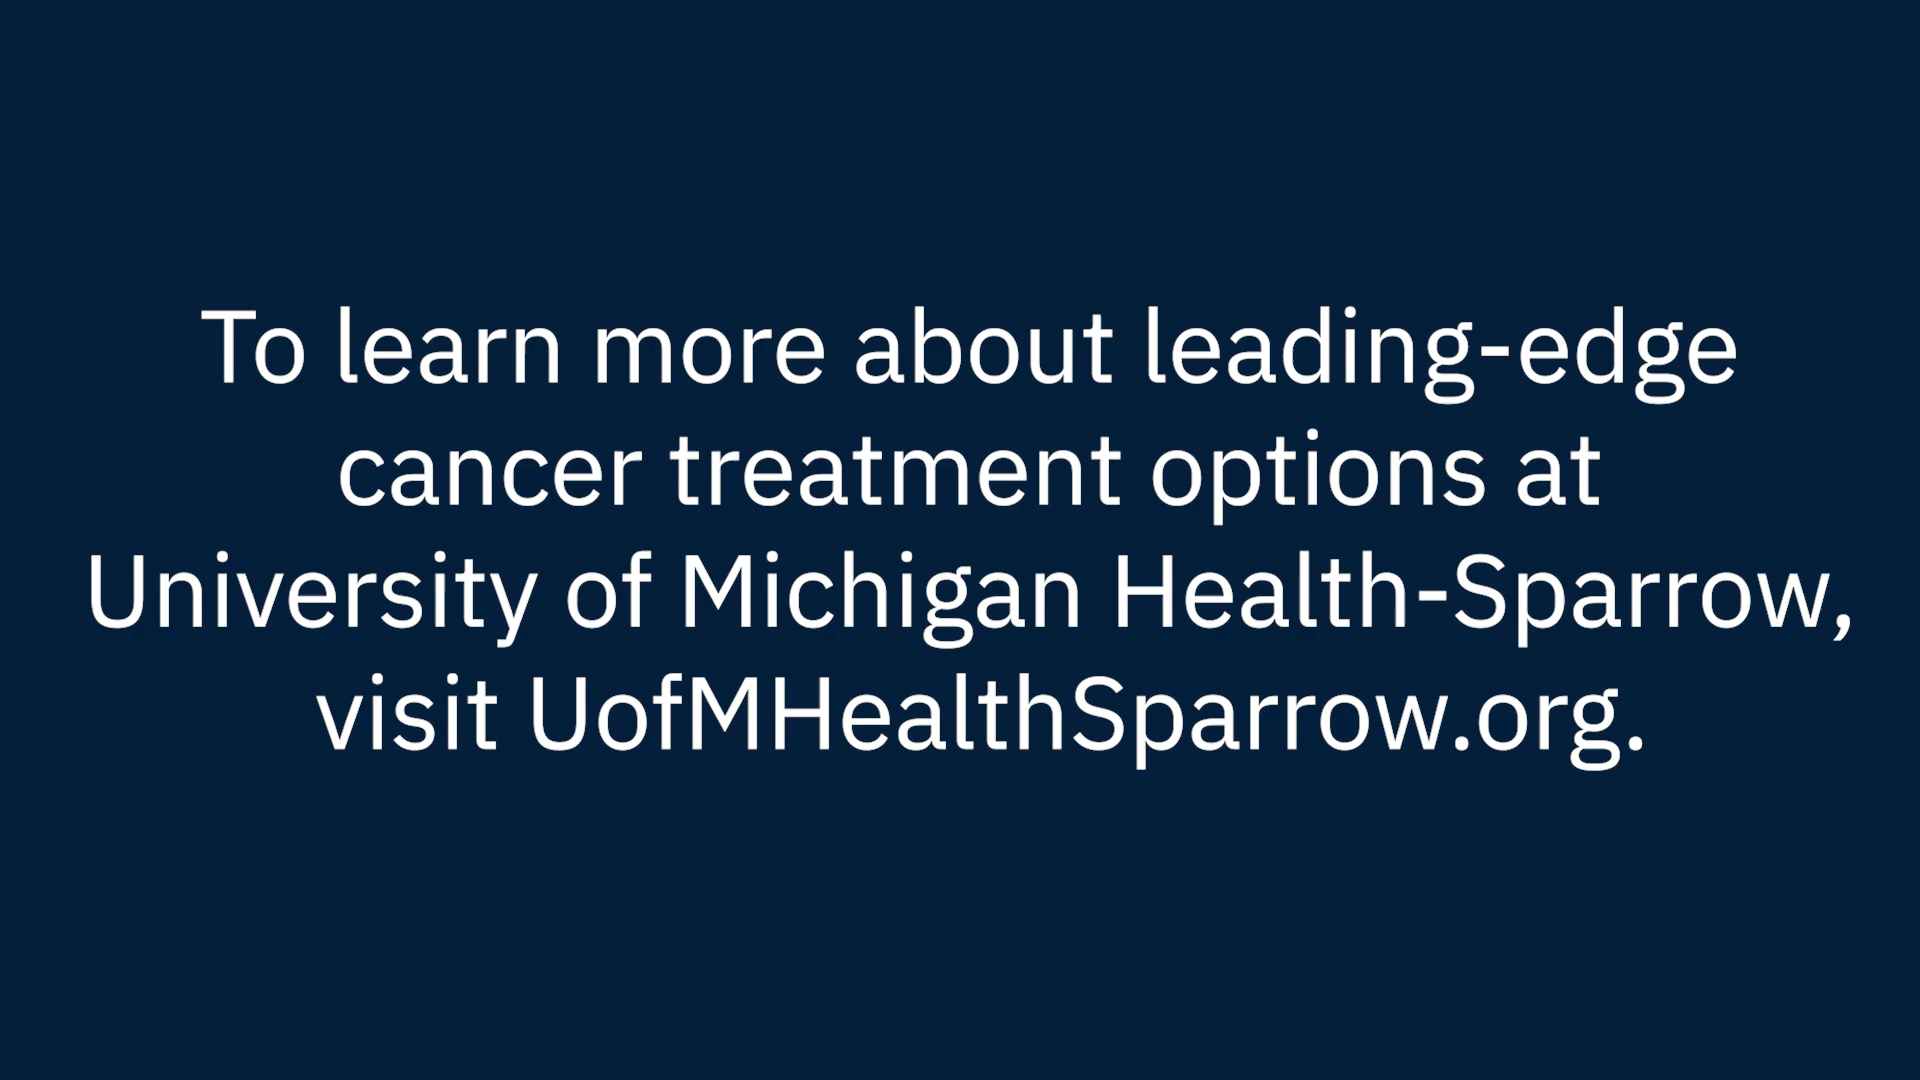 To learn more about leading-edge
cancer treatment options at
University of Michigan Health-Sparrow,
visit UofMHealthSparrow.org.